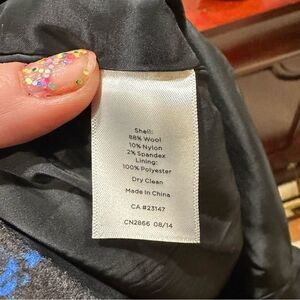 Shell:
88% Wool
10% Nylon
2% Spandex
Lining:
100% Polyester
Dry Clean
Made in China
CA #23147
CN2866 08/14